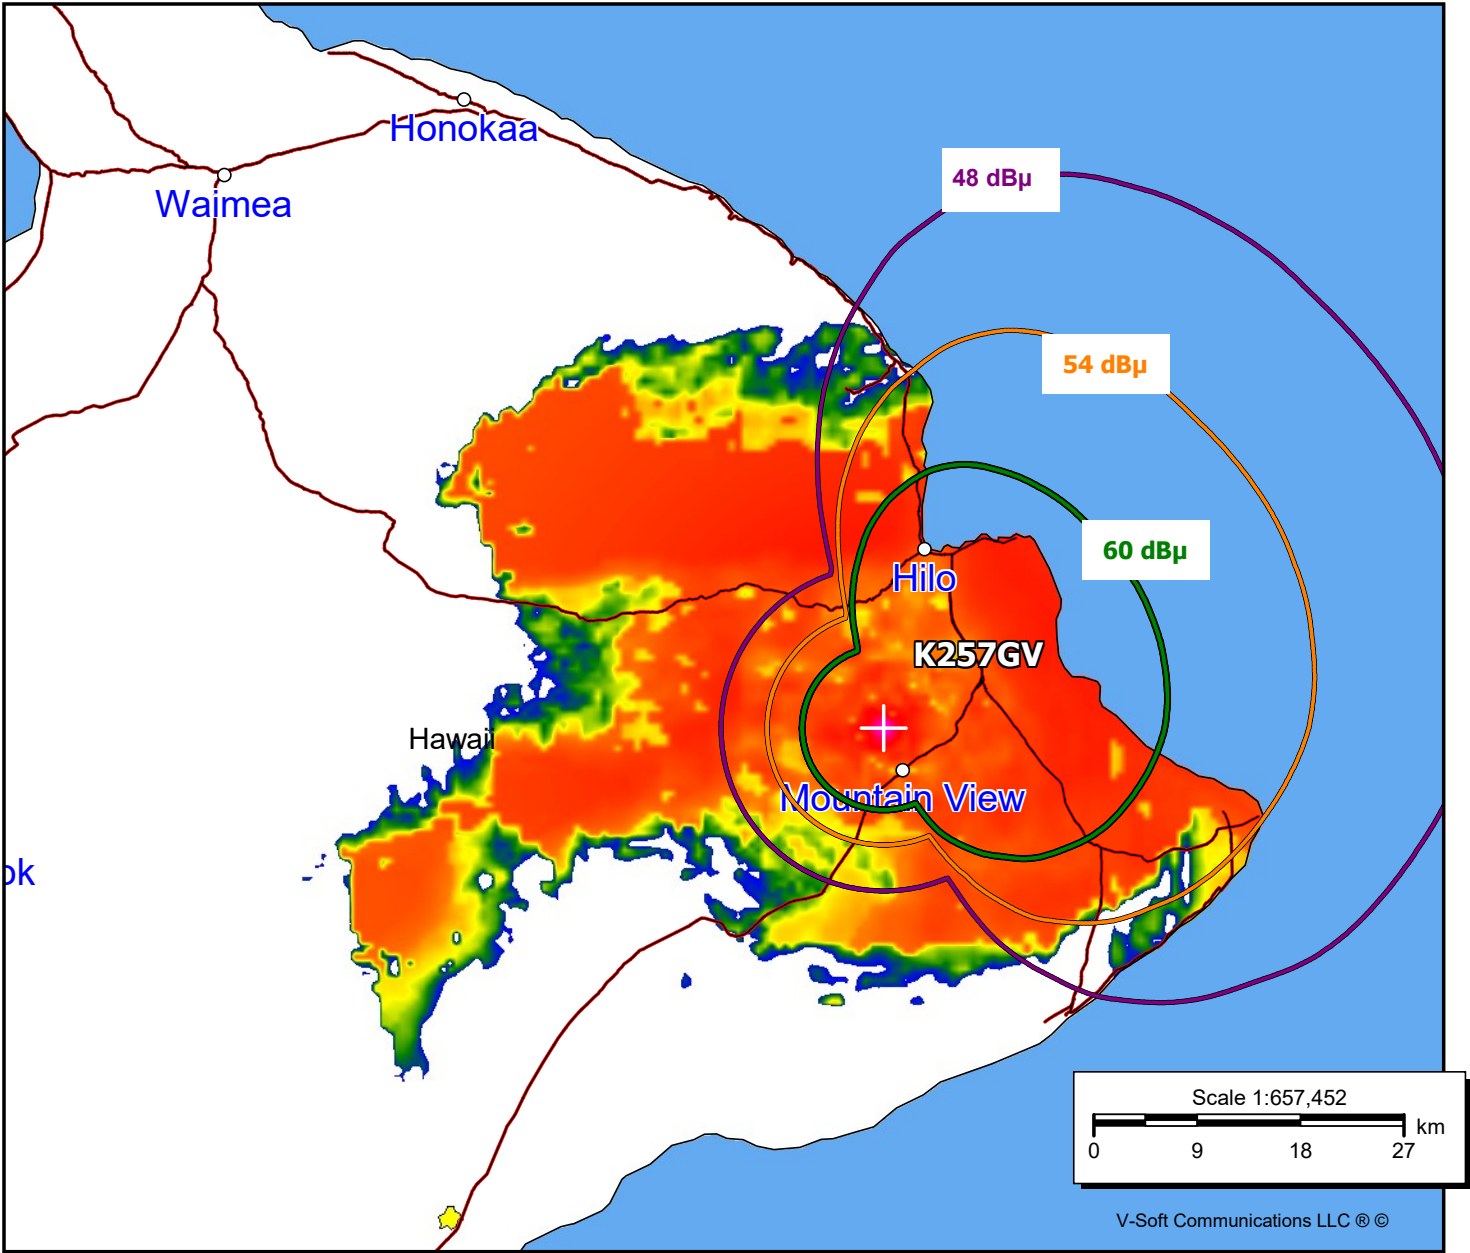 Honokaa
48 dBµ
Waimea
54 dBµ
60 dBµ
Hilo
K257GV
Hawaii
Mountain View
ok
Scale 1:657,452
km
0 9 18 27
V-Soft Communications LLC ® ©